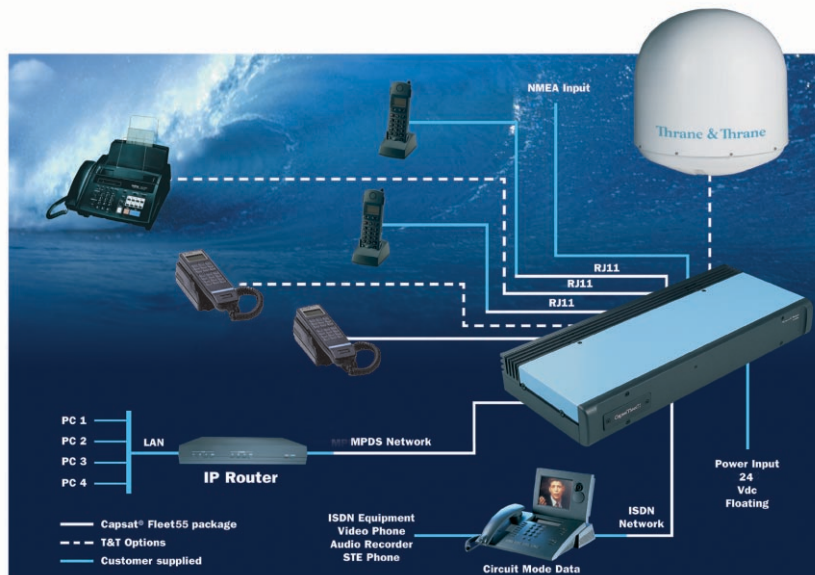 NMEA Input
Thrane & Thrane
RJ11
RJ11
RJ11
PC 1
PC 2
PC 3
PC 4
LAN
IP Router
MPDS Network
Power Input
24
Vdc
Floating
Capsat® Fleet55 package
T&T Options
Customer supplied
ISDN Equipment
Video Phone
Audio Recorder
STE Phone
ISDN
Network
Circuit Mode Data